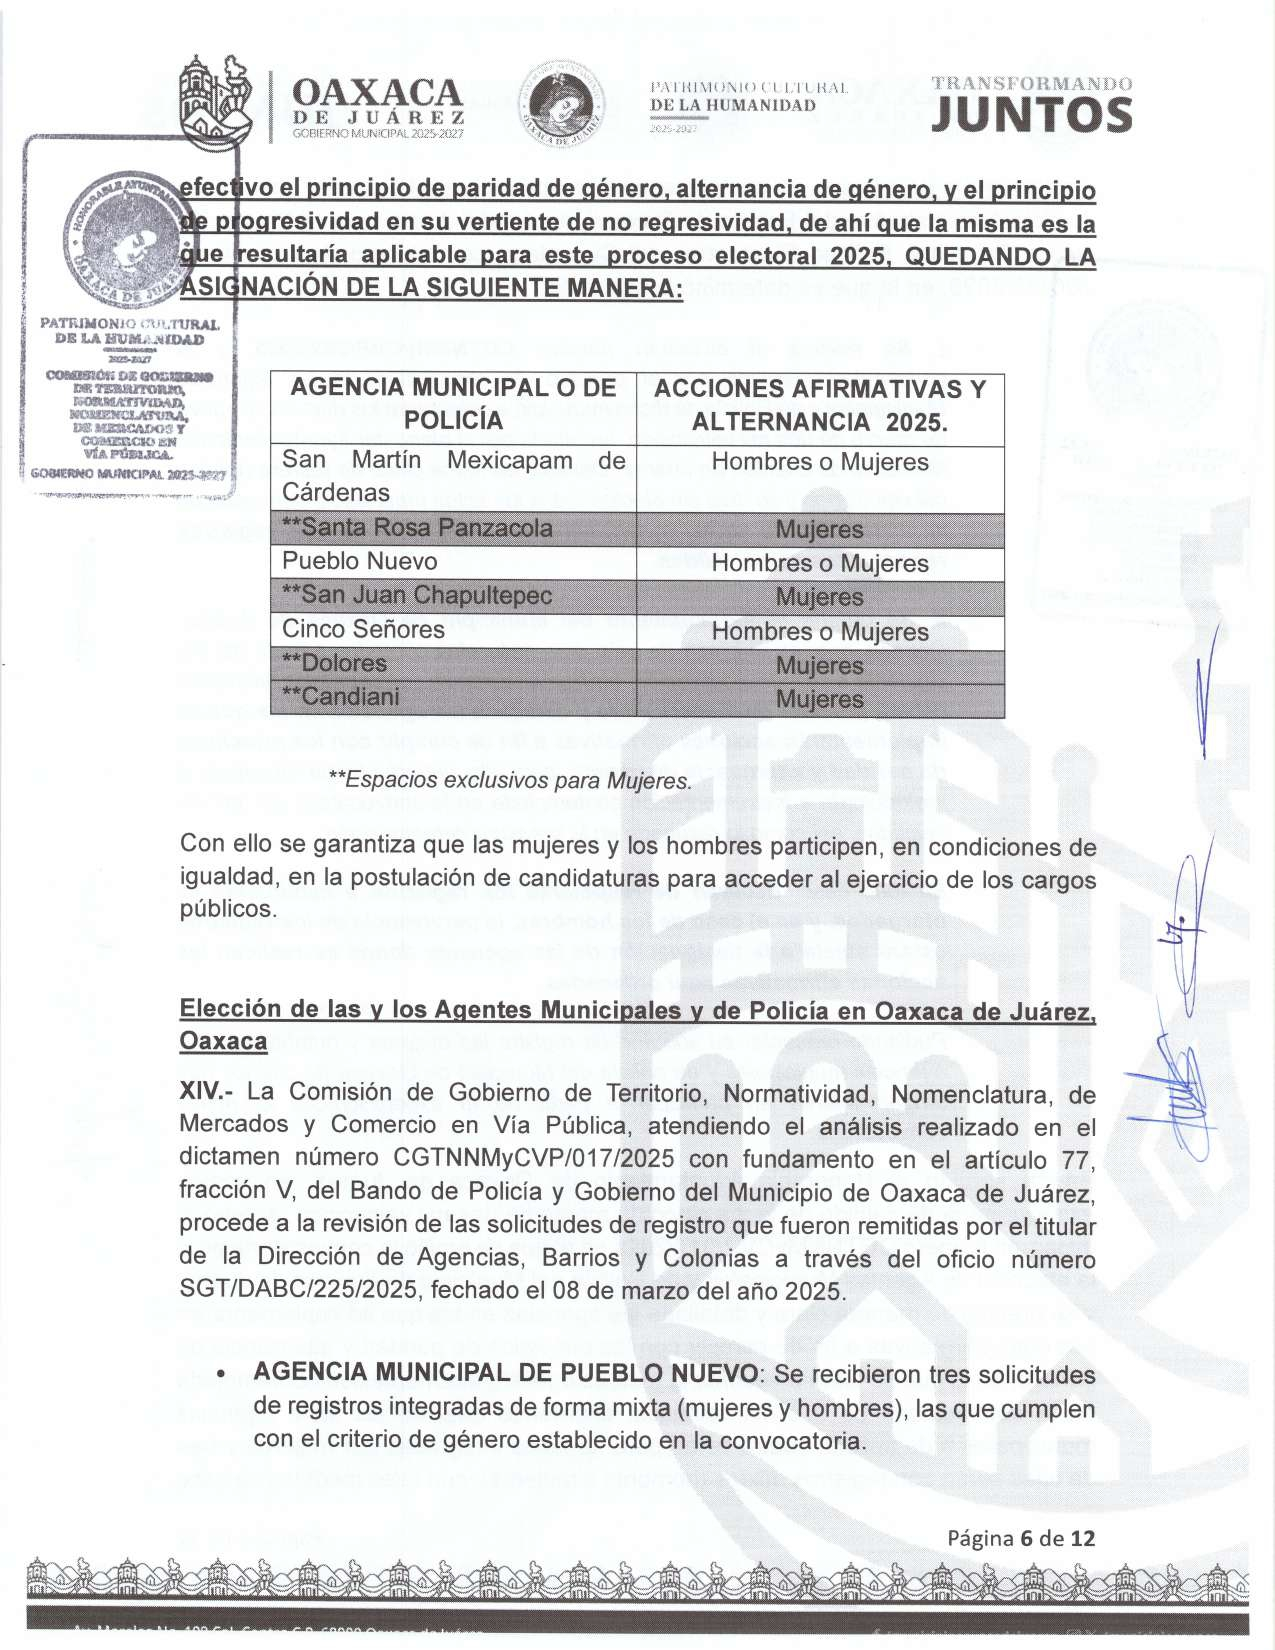 OAXACA
DE JUÁREZ
GOBIERNO MUNICIPAL 2025-2027
PATRIMONIO CULTURAL
DE LA HUMANIDAD
2025-2027
TRANSFORMANDO
JUNTOS
HONORABLE AYUNTAMIENTO
OAXACA DE JUÁREZ
PATRIMONIO CULTURAL
DE LA HUMANIDAD
2025-2027
COMISIÓN DE GOBIERNO
DE TERRITORIO,
NORMATIVIDAD,
NOMENCLATURA,
DE MERCADOS Y
COMERCIO EN
VÍA PÚBLICA.
GOBIERNO MUNICIPAL 2025-2027
efectivo el principio de paridad de género, alternancia de género, y el principio
de progresividad en su vertiente de no regresividad, de ahí que la misma es la
que resultaría aplicable para este proceso electoral 2025, QUEDANDO LA
ASIGNACIÓN DE LA SIGUIENTE MANERA:
AGENCIA MUNICIPAL O DE ACCIONES AFIRMATIVAS Y
POLICÍA ALTERNANCIA 2025.
San Martín Mexicapam de Hombres o Mujeres
Cárdenas
**Santa Rosa Panzacola Mujeres
Pueblo Nuevo Hombres o Mujeres
**San Juan Chapultepec Mujeres
Cinco Señores Hombres o Mujeres
**Dolores Mujeres
**Candiani Mujeres
**Espacios exclusivos para Mujeres.
Con ello se garantiza que las mujeres y los hombres participen, en condiciones de
igualdad, en la postulación de candidaturas para acceder al ejercicio de los cargos
públicos.
Elección de las y los Agentes Municipales y de Policía en Oaxaca de Juárez,
Oaxaca
XIV.- La Comisión de Gobierno de Territorio, Normatividad, Nomenclatura, de
Mercados y Comercio en Vía Pública, atendiendo el análisis realizado en el
dictamen número CGTNNMyCVP/017/2025 con fundamento en el artículo 77,
fracción V, del Bando de Policía y Gobierno del Municipio de Oaxaca de Juárez,
procede a la revisión de las solicitudes de registro que fueron remitidas por el titular
de la Dirección de Agencias, Barrios y Colonias a través del oficio número
SGT/DABC/225/2025, fechado el 08 de marzo del año 2025.
• AGENCIA MUNICIPAL DE PUEBLO NUEVO: Se recibieron tres solicitudes
de registros integradas de forma mixta (mujeres y hombres), las que cumplen
con el criterio de género establecido en la convocatoria.
Página 6 de 12